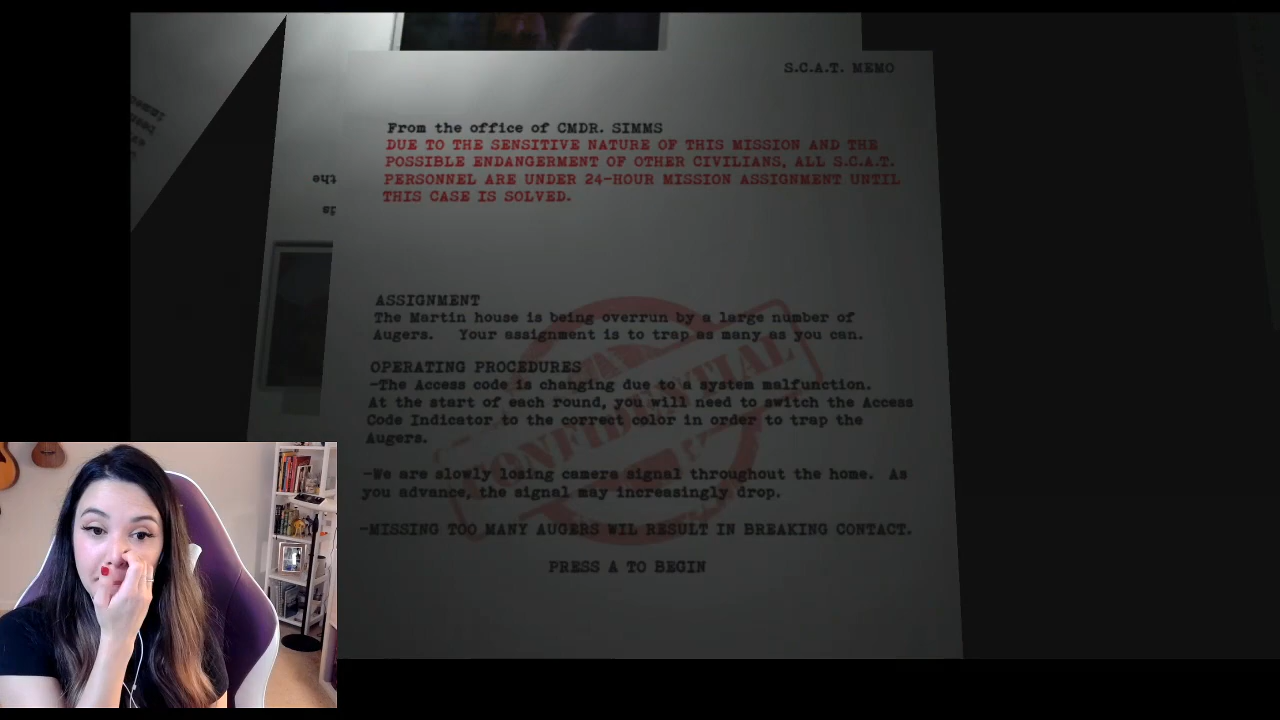 S.C.A.T. MEMO
From the office of CMDR. SIMMS
DUE TO THE SENSITIVE NATURE OF THIS MISSION AND THE
POSSIBLE ENDANGERMENT OF OTHER CIVILIANS, ALL S.C.A.T.
PERSONNEL ARE UNDER 24-HOUR MISSION ASSIGNMENT UNTIL
THIS CASE IS SOLVED.
ASSIGNMENT
The Martin house is being overrun by a large number of
Augers. Your assignment is to trap as many as you can.
OPERATING PROCEDURES
-The Access code is changing due to a system malfunction.
At the start of each round, you will need to switch the Access
Code Indicator to the correct color in order to trap the
Augers.
CONFIDENTIAL
-We are slowly losing camera signal throughout the home. As
you advance, the signal may increasingly drop.
-MISSING TOO MANY AUGERS WIL RESULT IN BREAKING CONTACT.
PRESS A TO BEGIN
the
is